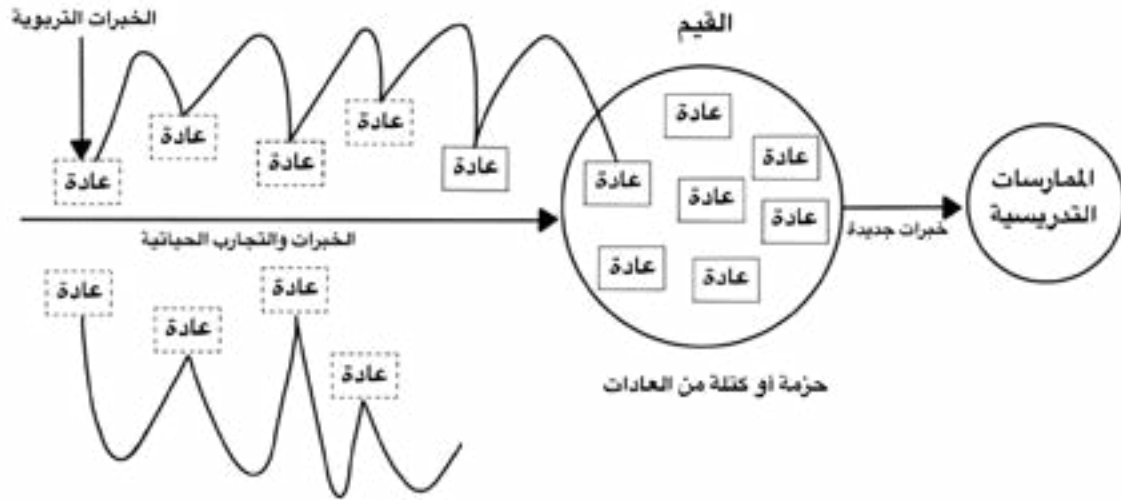 الخبرات التربوية
القيم
عادة
عادة
عادة
عادة
عادة
عادة
عادة
عادة
عادة
عادة
عادة
عادة
الممارسات
التدريسية
خبرات جديدة
الخبرات والتجارب الحياتية
عادة
عادة
عادة
عادة
حزمة أو كتلة من العادات